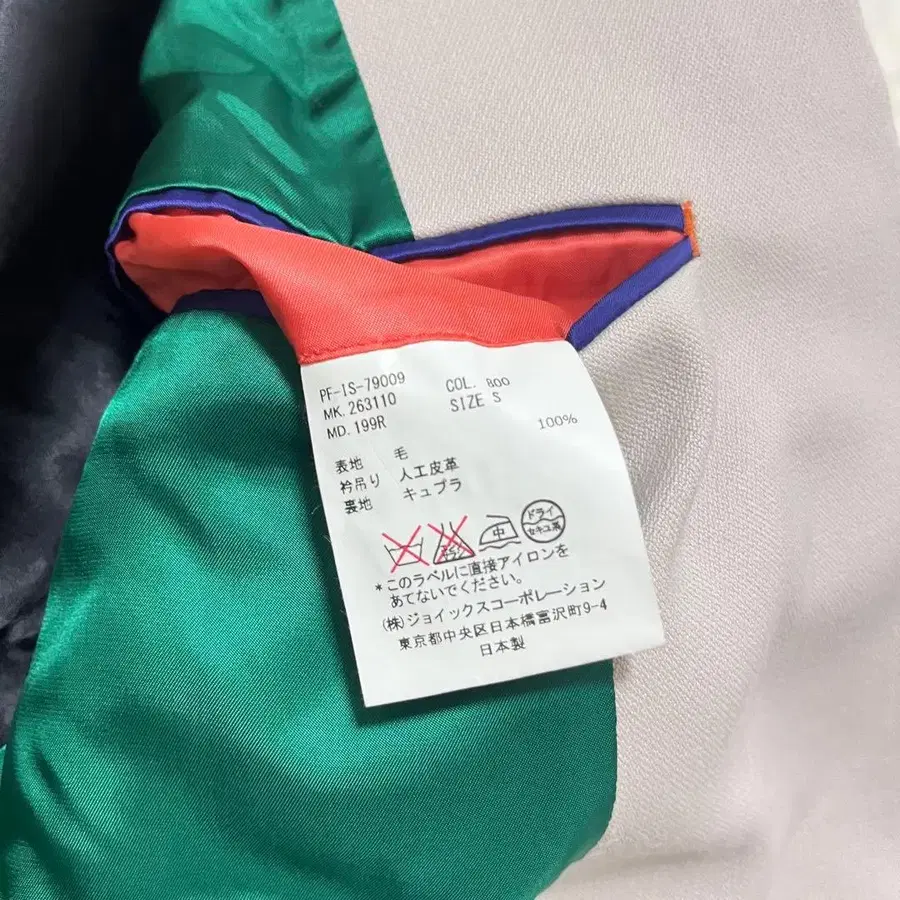 PF-IS-79009 COL. 800
MK. 263110 SIZE S
MD. 199R
表地 毛 100%
衿吊り 人工皮革
裏地 キュプラ
中
ドライ
セキユ系
*このラベルに直接アイロンを
あてないでください。
(株)ジョイックスコーポレーション
東京都中央区日本橋富沢町9-4
日本製